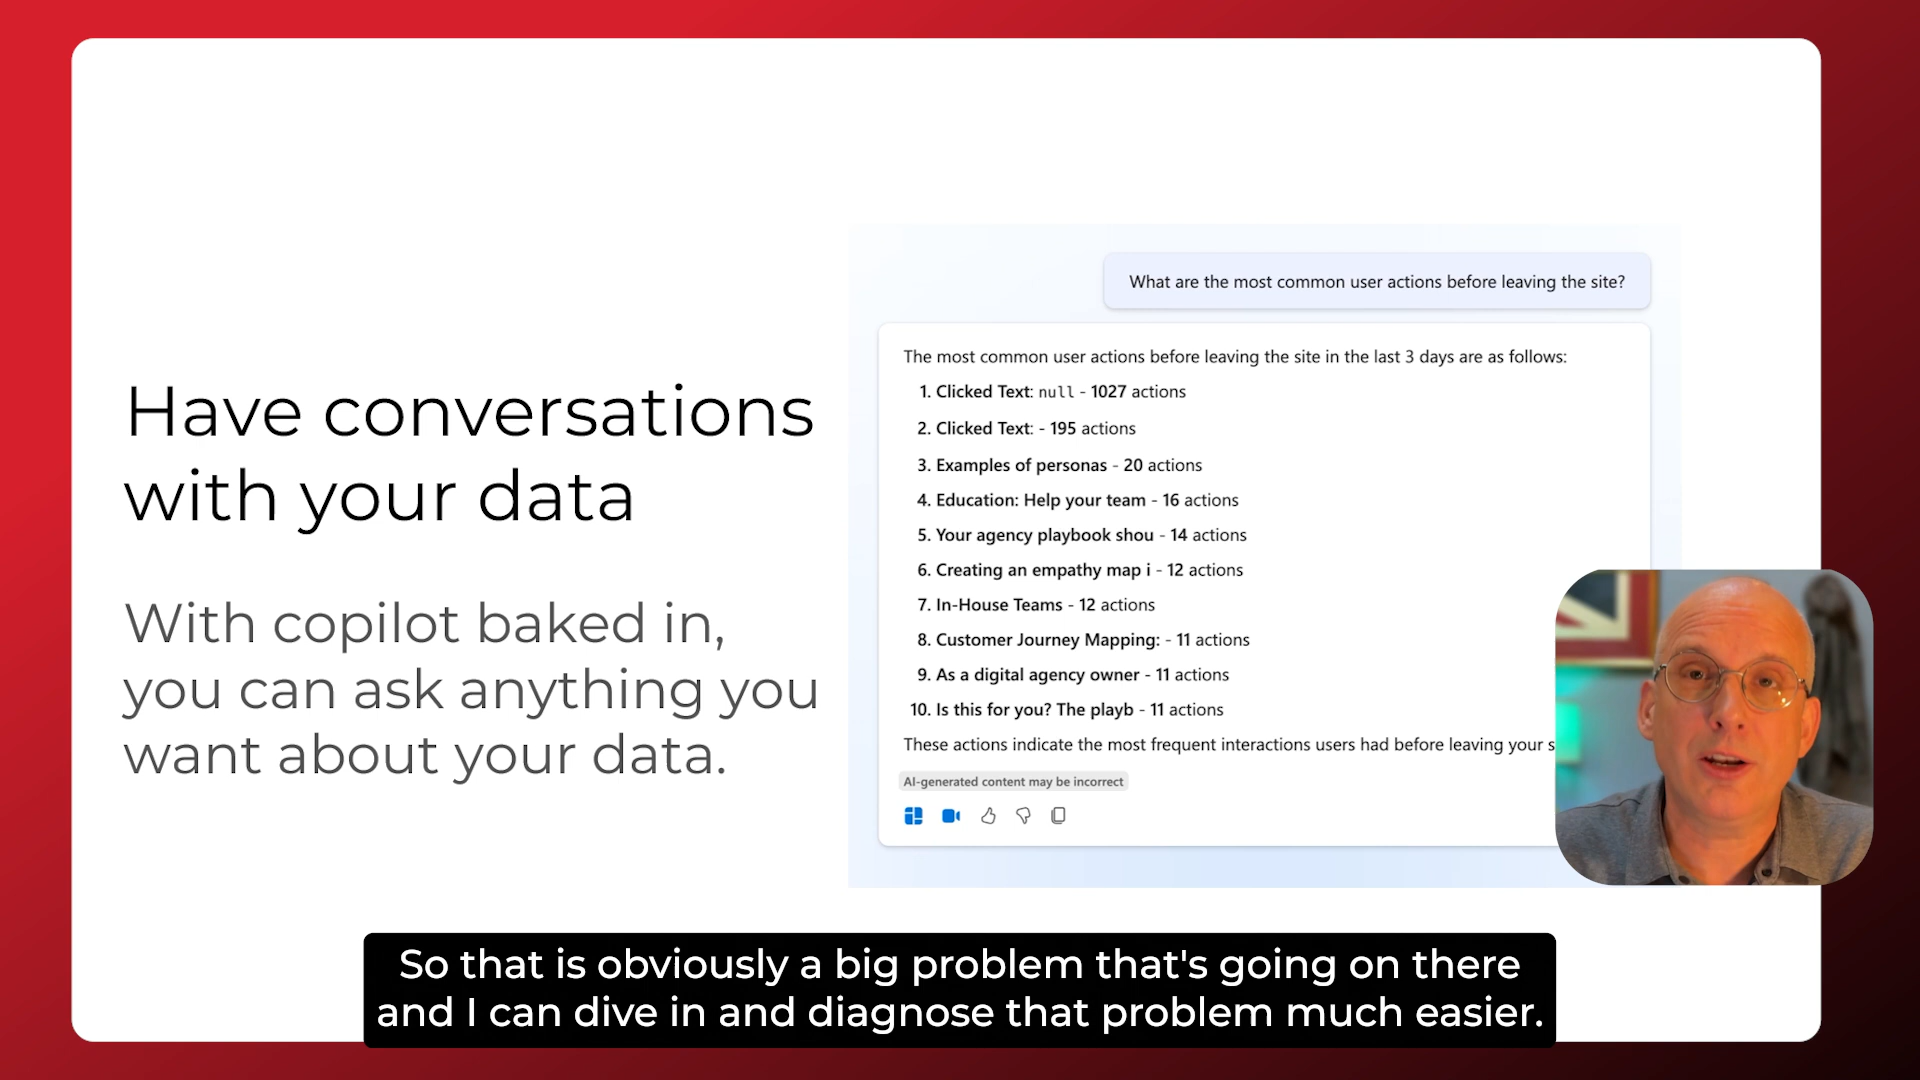 Have conversations
with your data
With copilot baked in,
you can ask anything you
want about your data.
What are the most common user actions before leaving the site?
The most common user actions before leaving the site in the last 3 days are as follows:
1. Clicked Text: null - 1027 actions
2. Clicked Text: - 195 actions
3. Examples of personas - 20 actions
4. Education: Help your team - 16 actions
5. Your agency playbook shou - 14 actions
6. Creating an empathy map i - 12 actions
7. In-House Teams - 12 actions
8. Customer Journey Mapping: - 11 actions
9. As a digital agency owner - 11 actions
10. Is this for you? The playb - 11 actions
These actions indicate the most frequent interactions users had before leaving your s
AI-generated content may be incorrect
So that is obviously a big problem that's going on there
and I can dive in and diagnose that problem much easier.